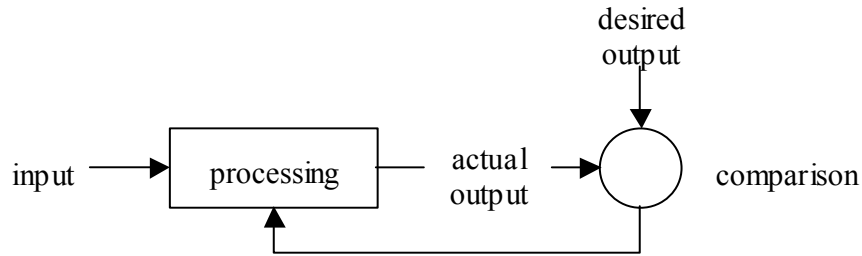 desired
output
input
processing
actual
output
comparison